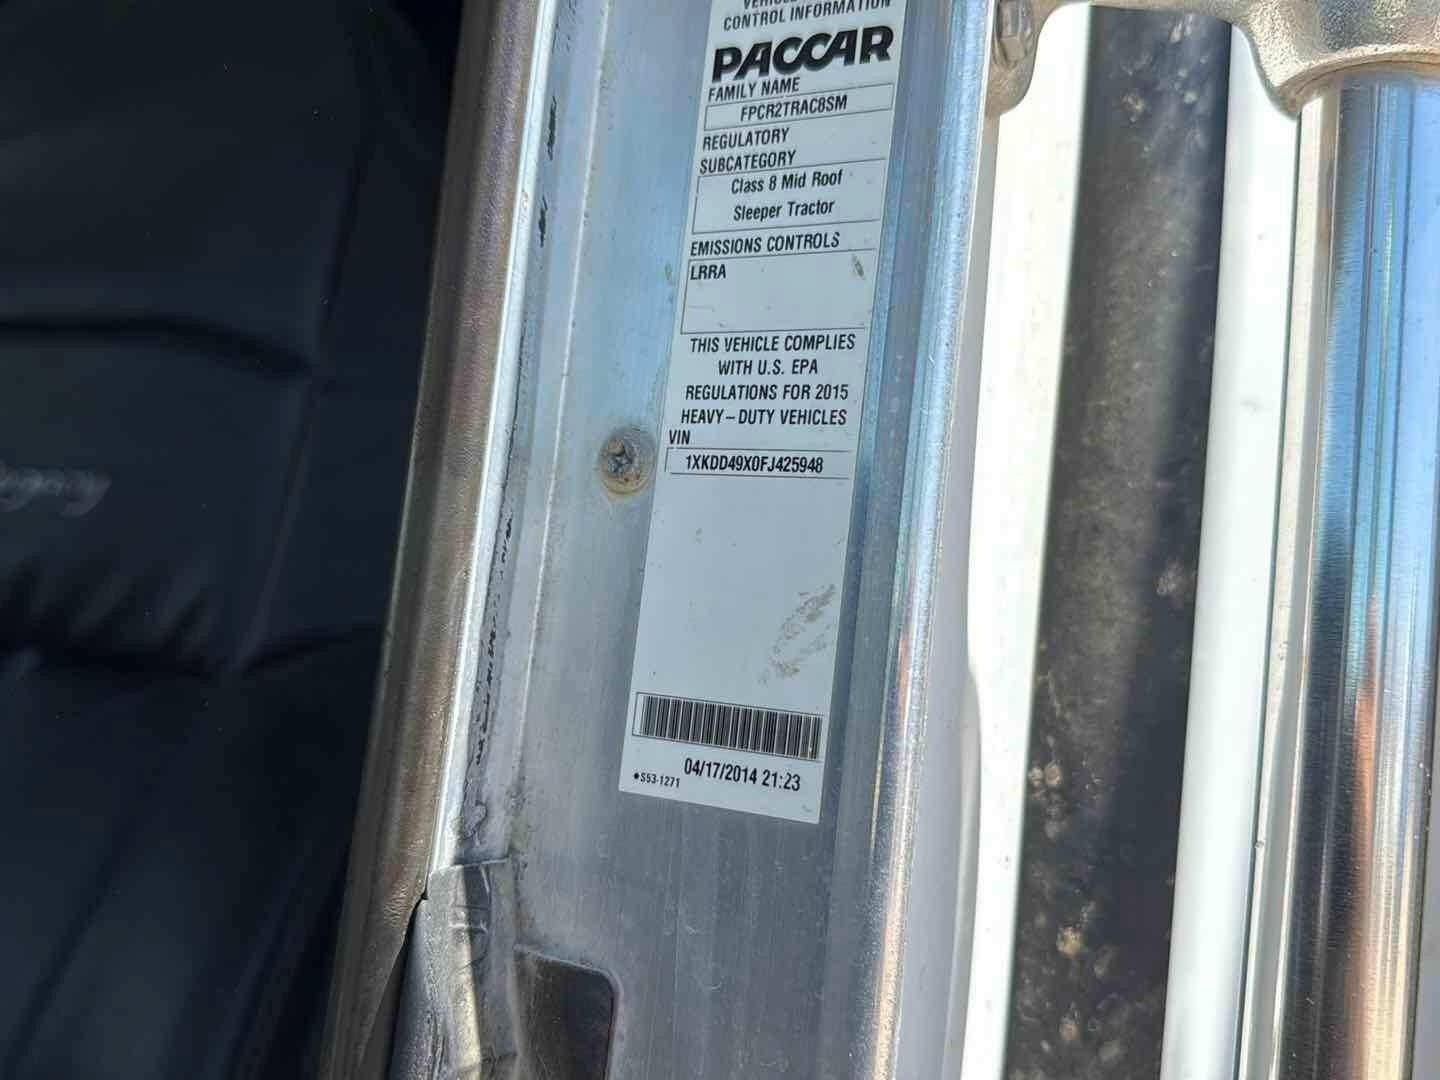 CONTROL INFORMATION
PACCAR
FAMILY NAME
FPCR2TRAC8SM
REGULATORY
SUBCATEGORY
Class 8 Mid Roof
Sleeper Tractor
EMISSIONS CONTROLS
LRRA
THIS VEHICLE COMPLIES
WITH U.S. EPA
REGULATIONS FOR 2015
HEAVY-DUTY VEHICLES
VIN
1XKDD49X0FJ425948
04/17/2014 21:23
•S53-1271